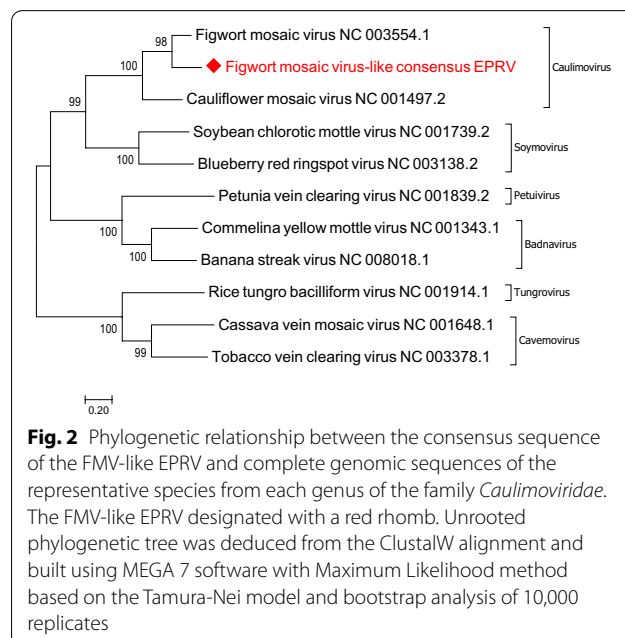 Figwort mosaic virus NC 003554.1
98
Figwort mosaic virus-like consensus EPRV
Caulimovirus
100
Cauliflower mosaic virus NC 001497.2
99
Soybean chlorotic mottle virus NC 001739.2
Soymovirus
100
Blueberry red ringspot virus NC 003138.2
Petunia vein clearing virus NC 001839.2
Petuivirus
100
Commelina yellow mottle virus NC 001343.1
Badnavirus
100
Banana streak virus NC 008018.1
Rice tungro bacilliform virus NC 001914.1
Tungrovirus
100
Cassava vein mosaic virus NC 001648.1
Cavemovirus
99
Tobacco vein clearing virus NC 003378.1
0.20
Fig. 2 Phylogenetic relationship between the consensus sequence
of the FMV-like EPRV and complete genomic sequences of the
representative species from each genus of the family Caulimoviridae.
The FMV-like EPRV designated with a red rhomb. Unrooted
phylogenetic tree was deduced from the ClustalW alignment and
built using MEGA 7 software with Maximum Likelihood method
based on the Tamura-Nei model and bootstrap analysis of 10,000
replicates